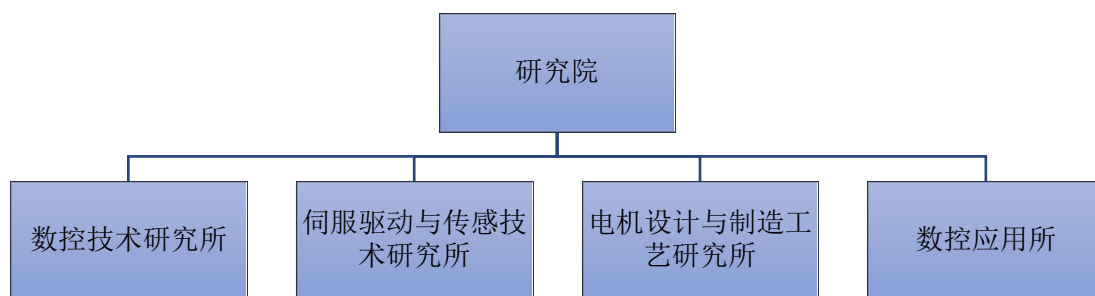 研究院
数控技术研究所
伺服驱动与传感技
术研究所
电机设计与制造工
艺研究所
数控应用所